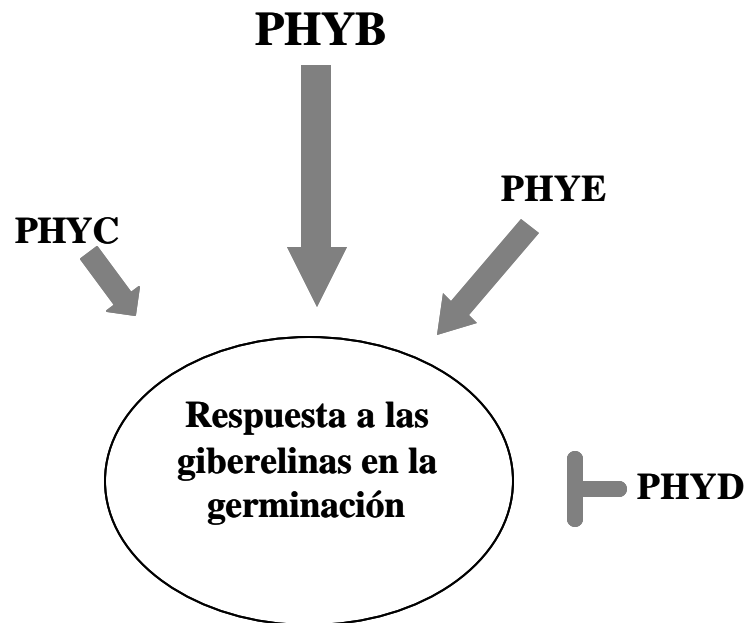 PHYB
PHYE
PHYC
Respuesta a las
giberelinas en la
germinación
PHYD